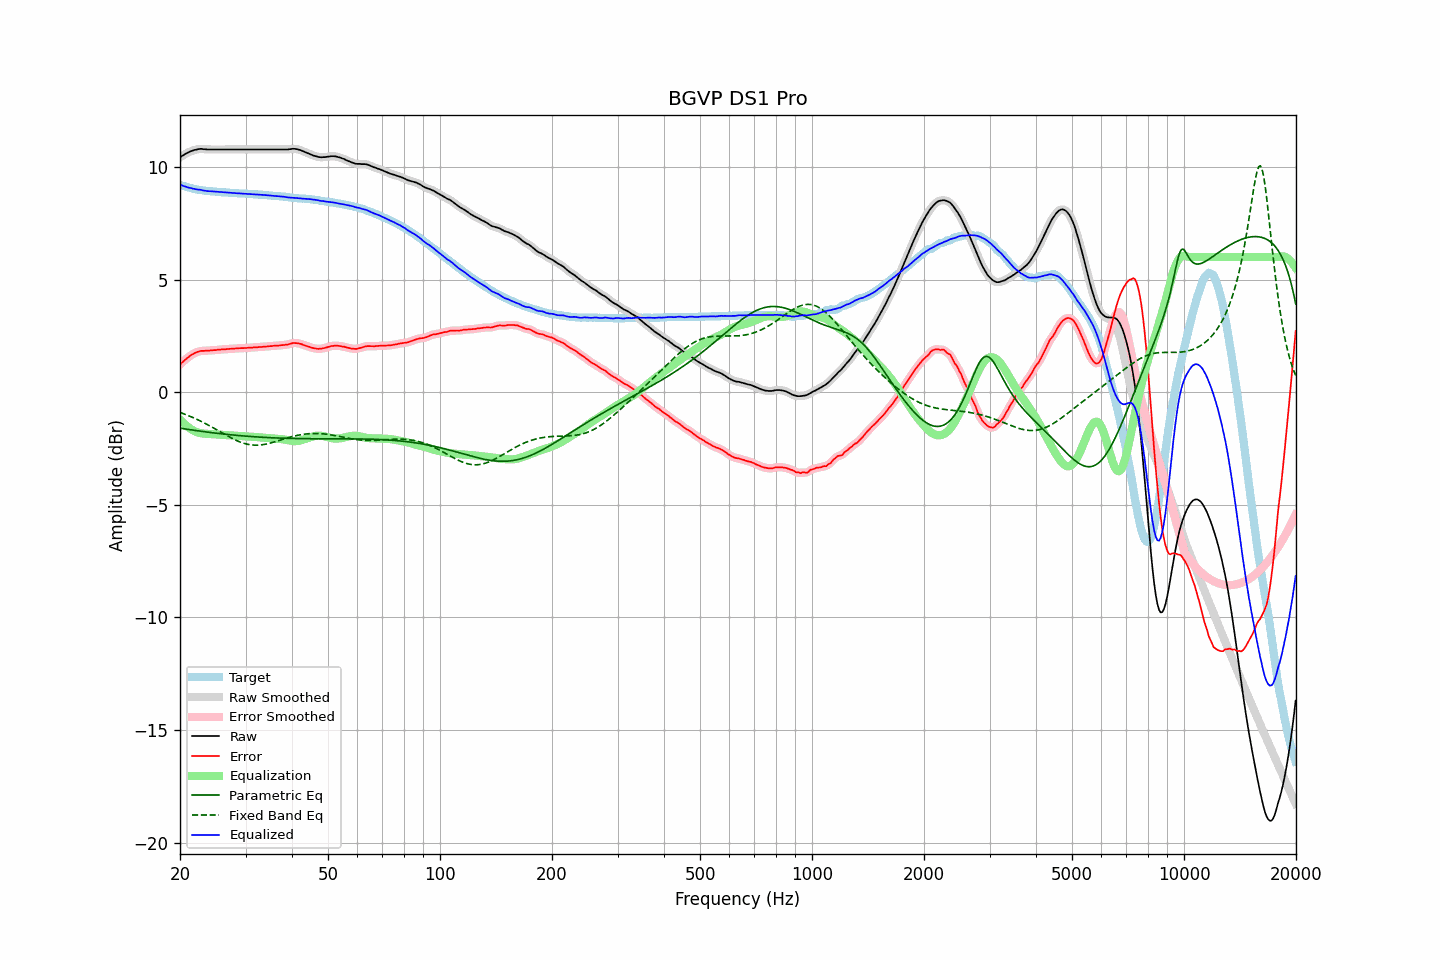 BGVP DS1 Pro
Amplitude (dBr)
10
5
0
−5
−10
−15
−20
Target
Raw Smoothed
Error Smoothed
Raw
Error
Equalization
Parametric Eq
Fixed Band Eq
Equalized
20 50 100 200 500 1000 2000 5000 10000 20000
Frequency (Hz)